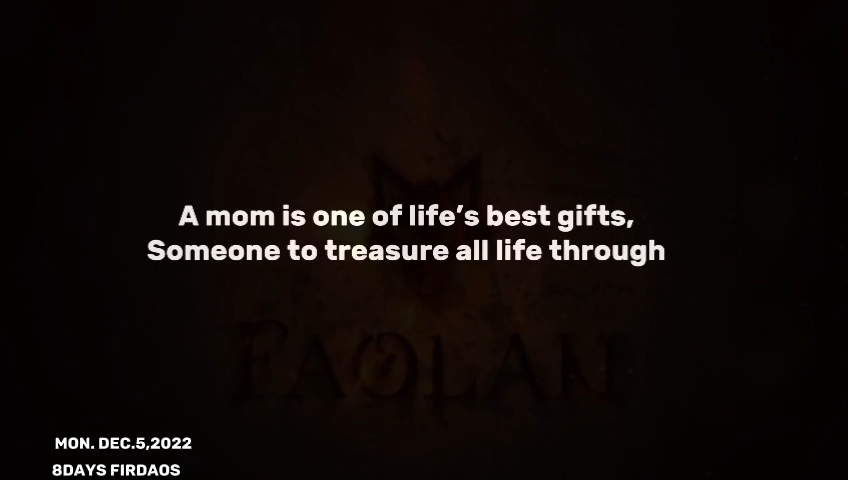 A mom is one of life’s best gifts,
Someone to treasure all life through
FAOLAN
MON. DEC.5,2022
8DAYS FIRDAOS